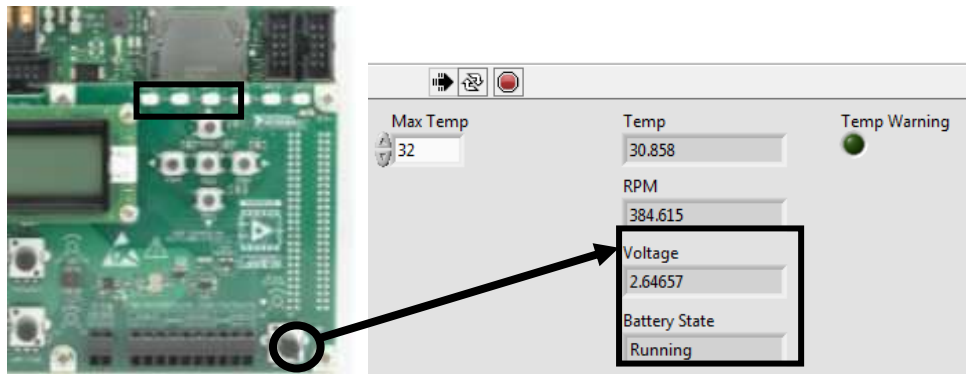 Max Temp
32
Temp
30.858
Temp Warning
RPM
384.615
Voltage
2.64657
Battery State
Running